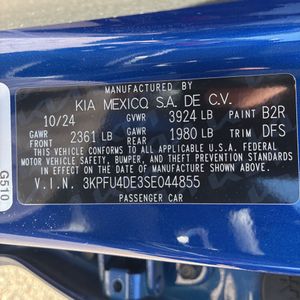 MANUFACTURED BY
KIA MEXICO, S.A. DE C.V.
10/24 GVWR 3924 LB PAINT B2R
GAWR FRONT 2361 LB GAWR REAR 1980 LB TRIM DFS
THIS VEHICLE CONFORMS TO ALL APPLICABLE U.S.A. FEDERAL
MOTOR VEHICLE SAFETY, BUMPER, AND THEFT PREVENTION
STANDARDS IN EFFECT ON THE DATE OF MANUFACTURE SHOWN ABOVE.
V.I.N. 3KPFU4DE3SE044855
PASSENGER CAR
G510